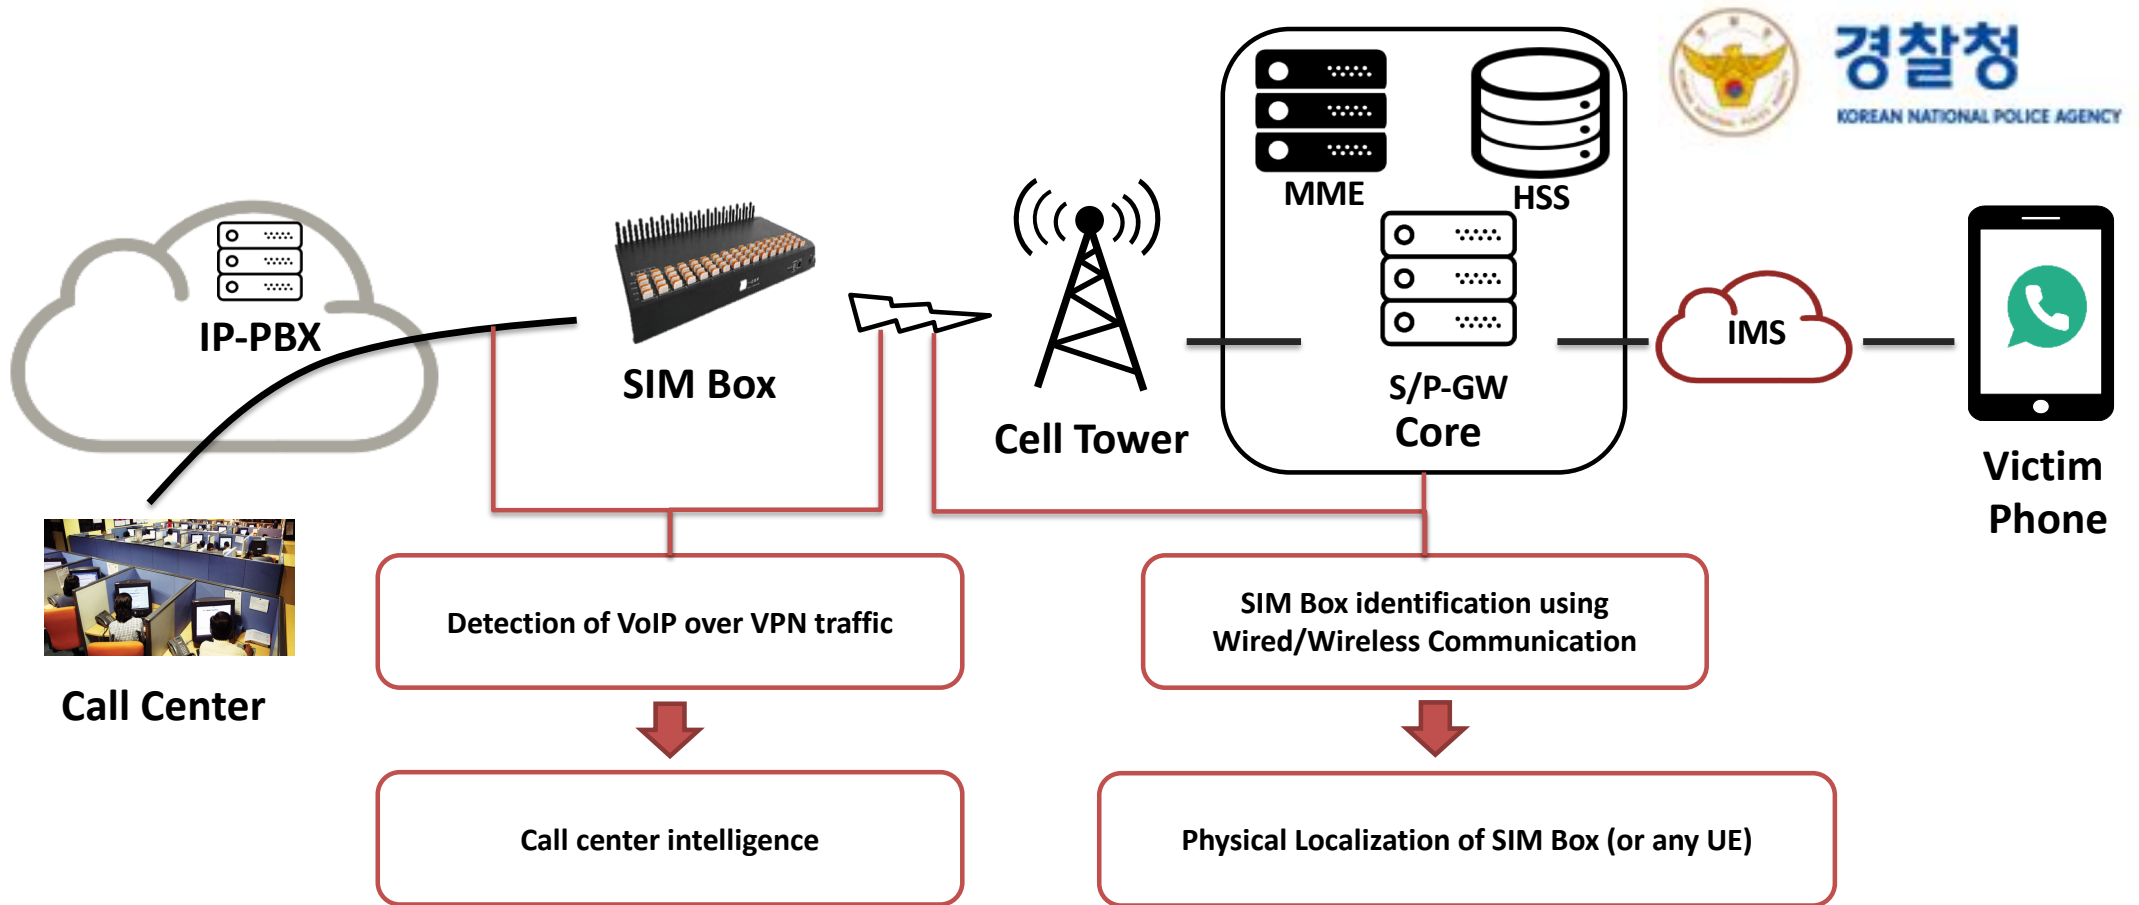 경찰청
KOREAN NATIONAL POLICE AGENCY
MME
HSS
IP-PBX
SIM Box
S/P-GW
Core
IMS
Cell Tower
Victim
Phone
Call Center
Detection of VoIP over VPN traffic
SIM Box identification using
Wired/Wireless Communication
Call center intelligence
Physical Localization of SIM Box (or any UE)